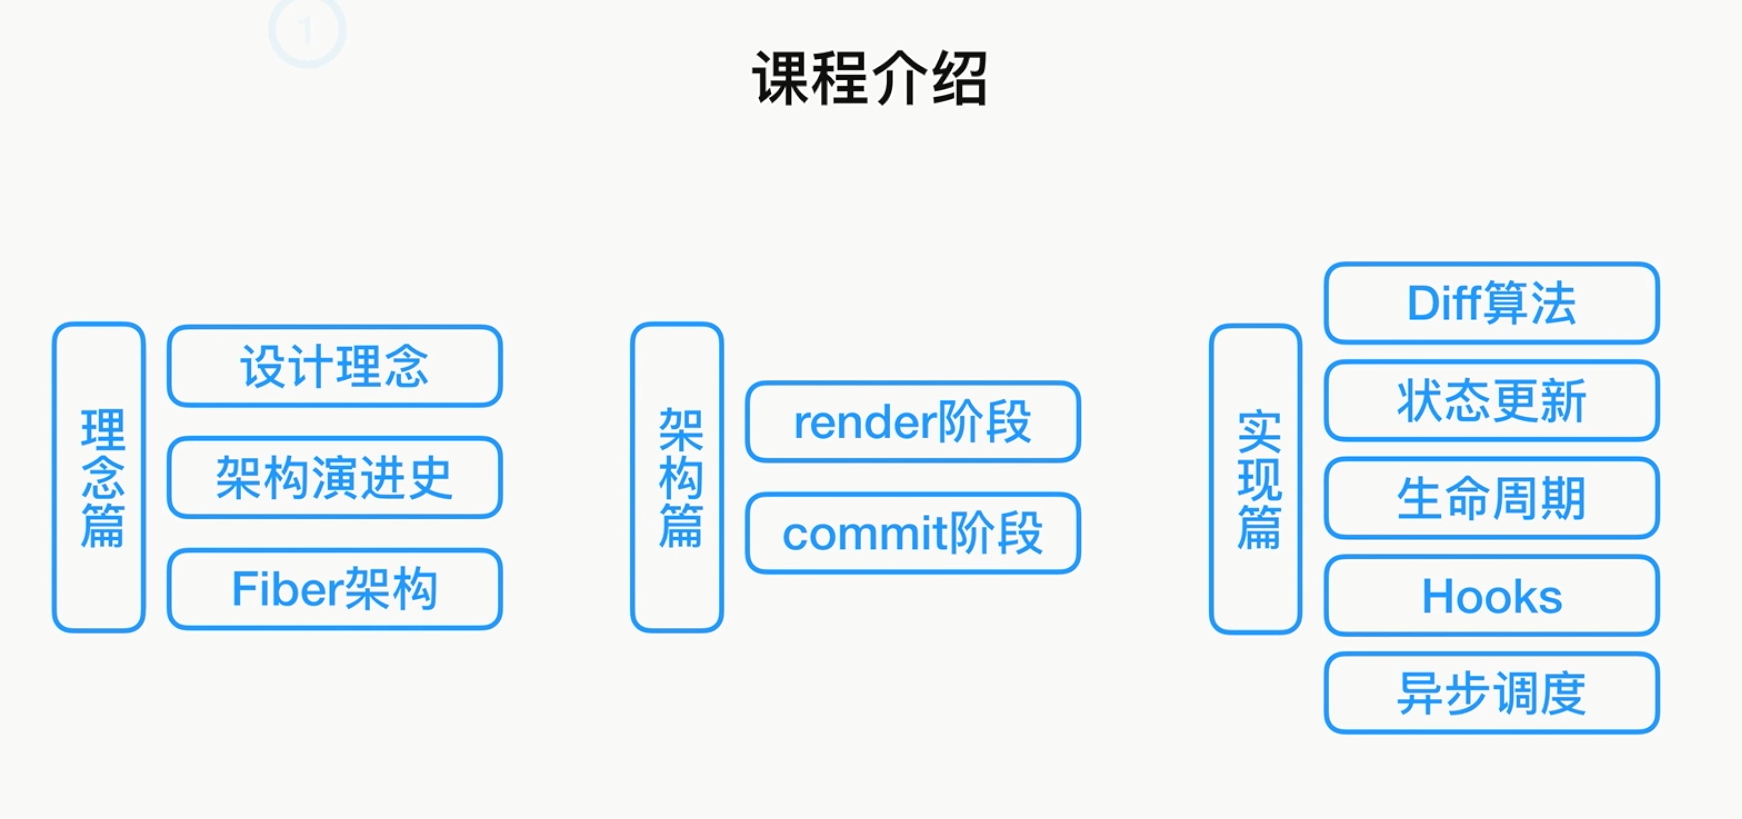 1
课程介绍
理念篇
设计理念
架构演进史
Fiber架构
架构篇
render阶段
commit阶段
实现篇
Diff算法
状态更新
生命周期
Hooks
异步调度